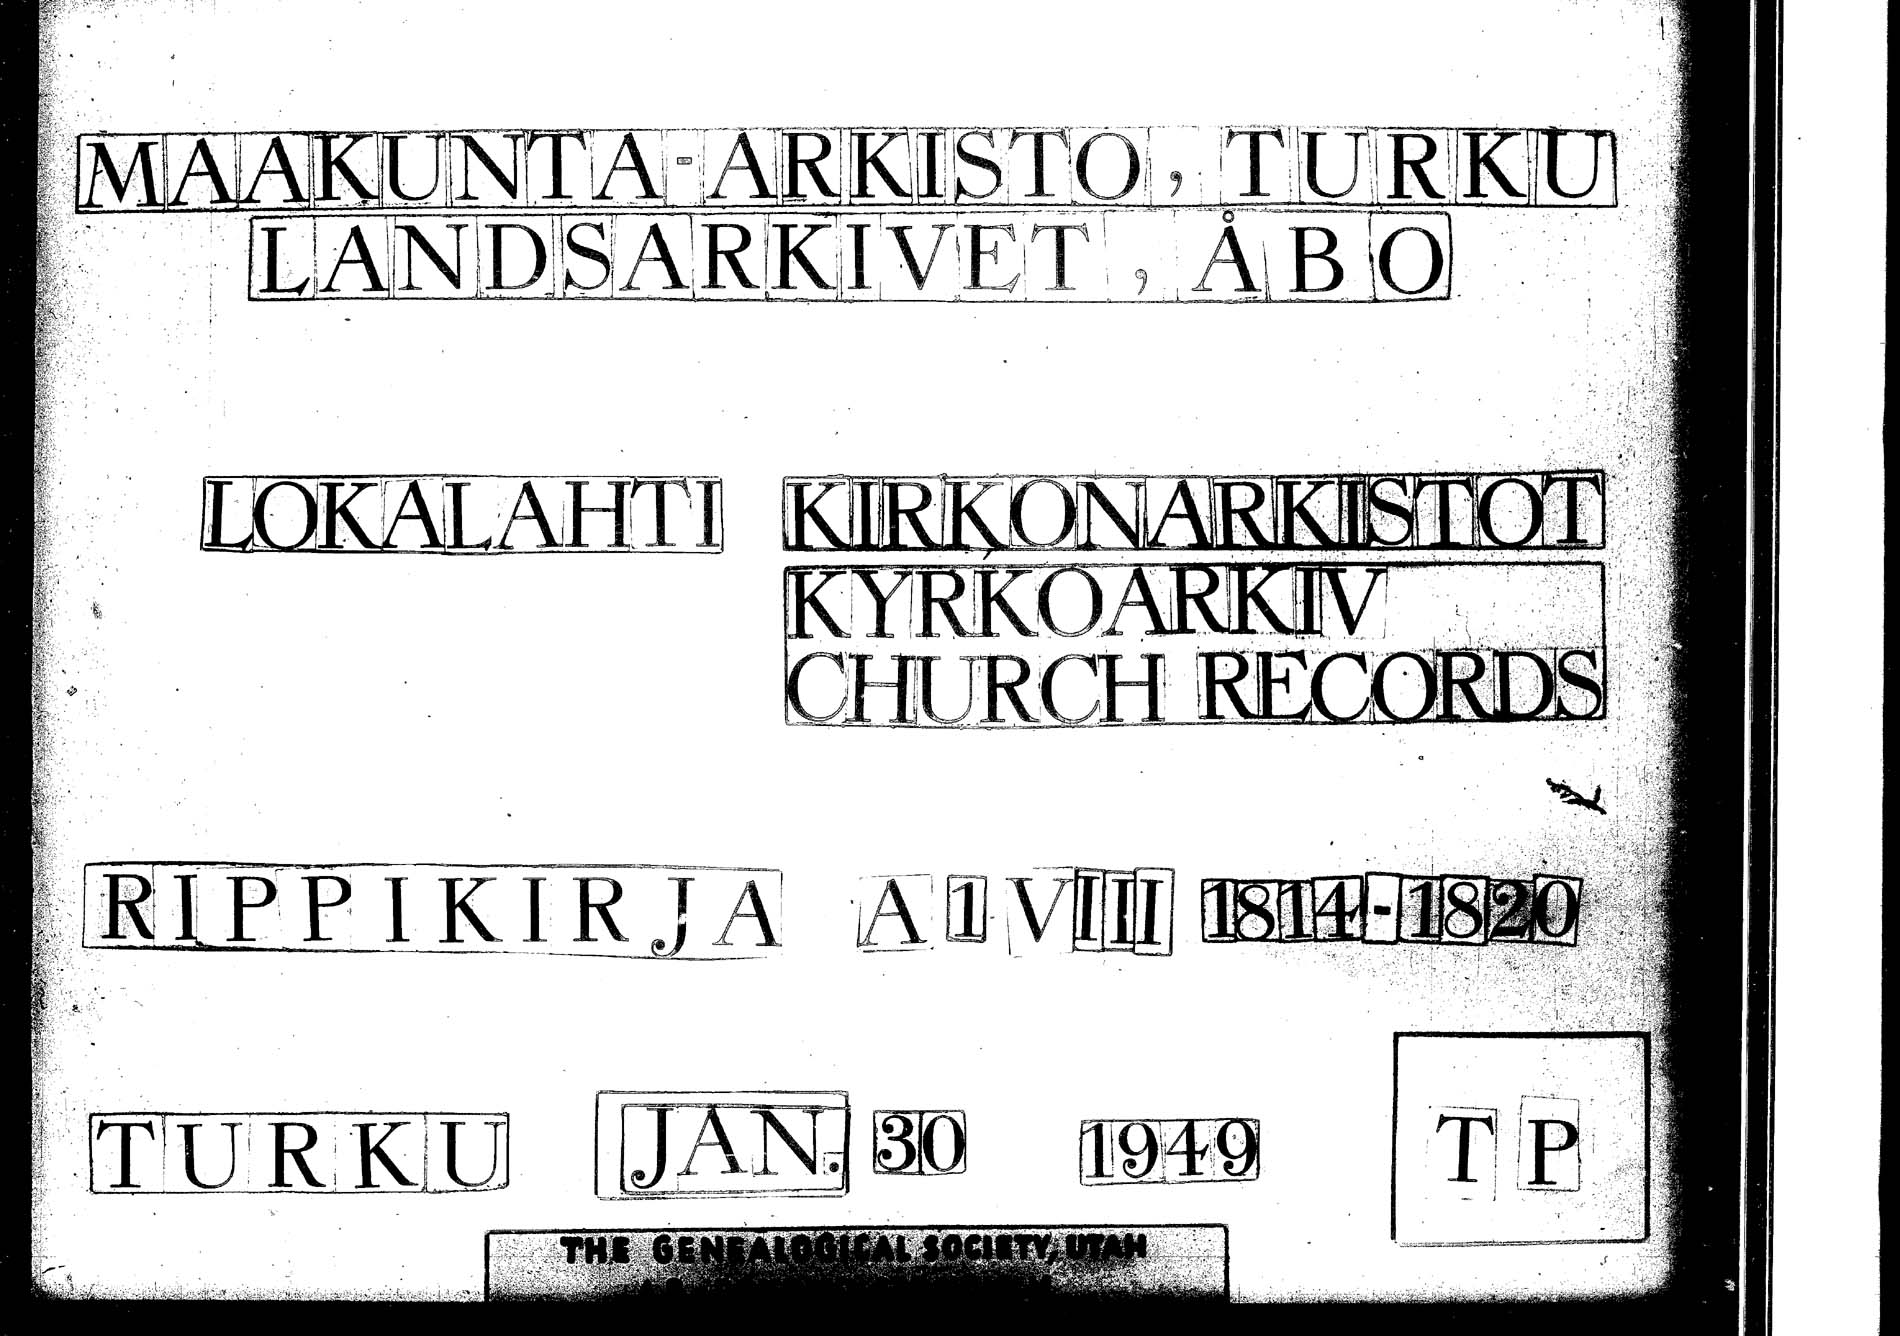 MAAKUNTA-ARKISTO, TURKU
LANDSARKIVET, ÅBO
LOKALAHTI KIRKONARKISTOT
KYRKOARKIV
CHURCH RECORDS
RIPPIKIRJA A 1 VIII 1814-1820
TURKU JAN. 30 1949 TP
THE GENEALOGICAL SOCIETY, UTAH